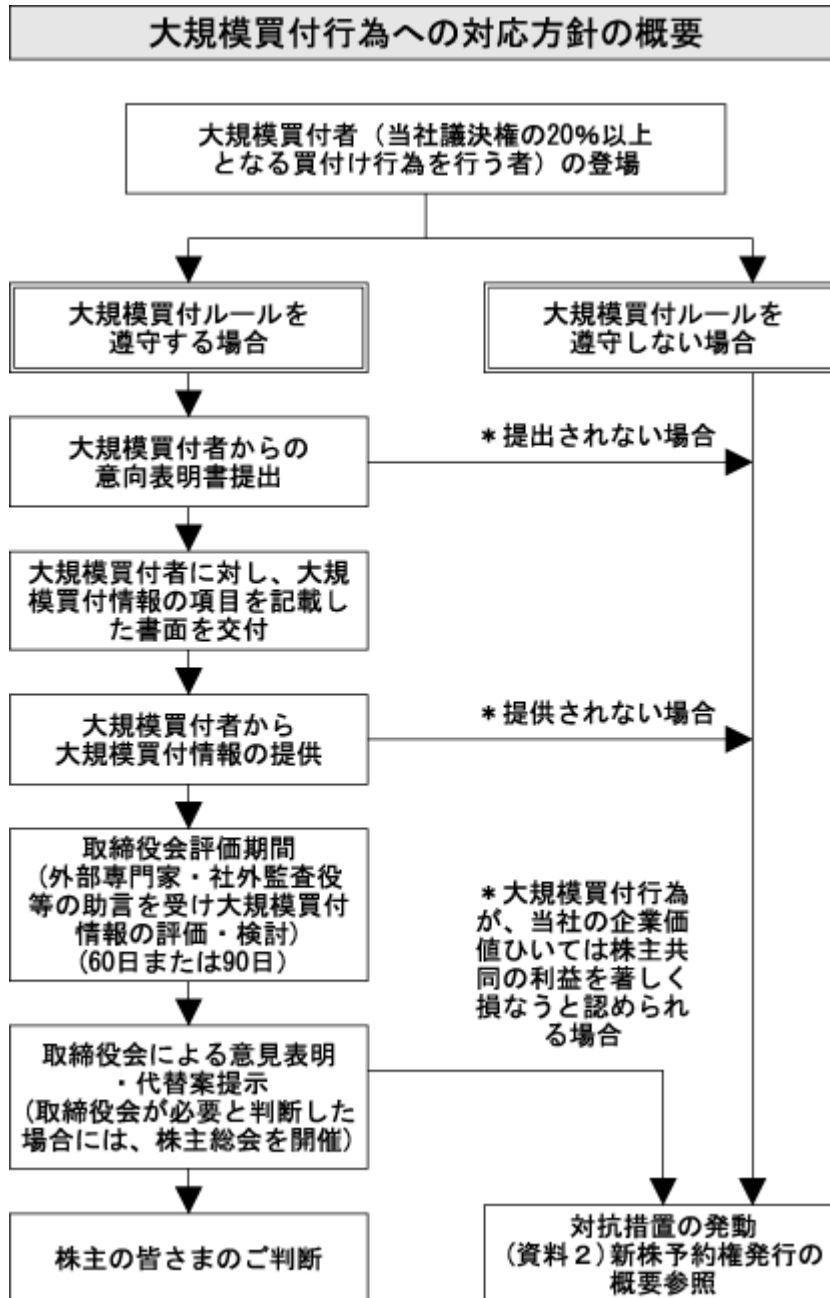 大規模買付行為への対応方針の概要
大規模買付者（当社議決権の20％以上
となる買付け行為を行う者）の登場
大規模買付ルールを
遵守する場合
大規模買付ルールを
遵守しない場合
大規模買付者からの
意向表明書提出
＊提出されない場合
大規模買付者に対し、大規
模買付情報の項目を記載し
た書面を交付
大規模買付者から
大規模買付情報の提供
＊提供されない場合
取締役会評価期間
(外部専門家・社外監査役
等の助言を受け大規模買付
情報の評価・検討)
(60日または90日)
＊大規模買付行為
が、当社の企業価
値ひいては株主共
同の利益を著しく
損なうと認められ
る場合
取締役会による意見表明
・代替案提示
(取締役会が必要と判断した
場合には、株主総会を開催)
株主の皆さまのご判断
対抗措置の発動
(資料２)新株予約権発行の
概要参照